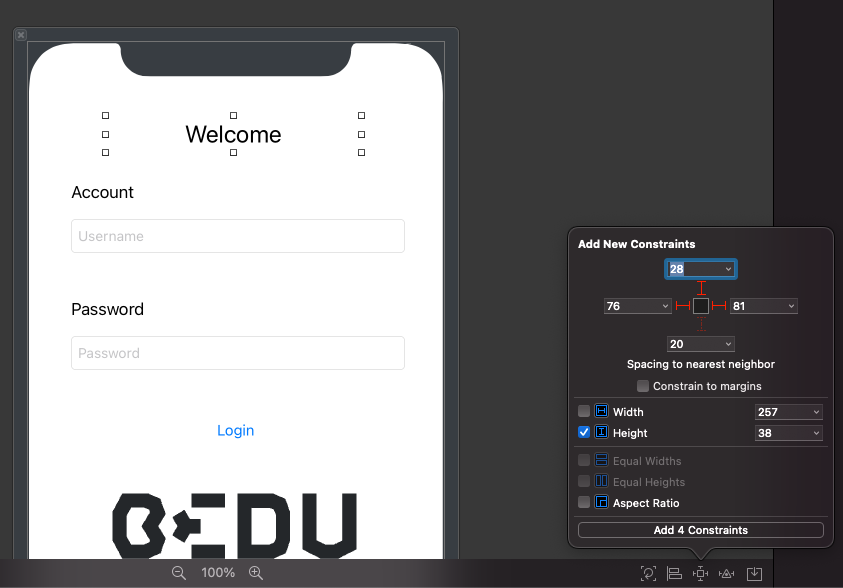 Welcome
Account
Username
Password
Password
Login
BEDU
100%
Add New Constraints
28
76
81
20
Spacing to nearest neighbor
Constrain to margins
Width 257
Height 38
Equal Widths
Equal Heights
Aspect Ratio
Add 4 Constraints